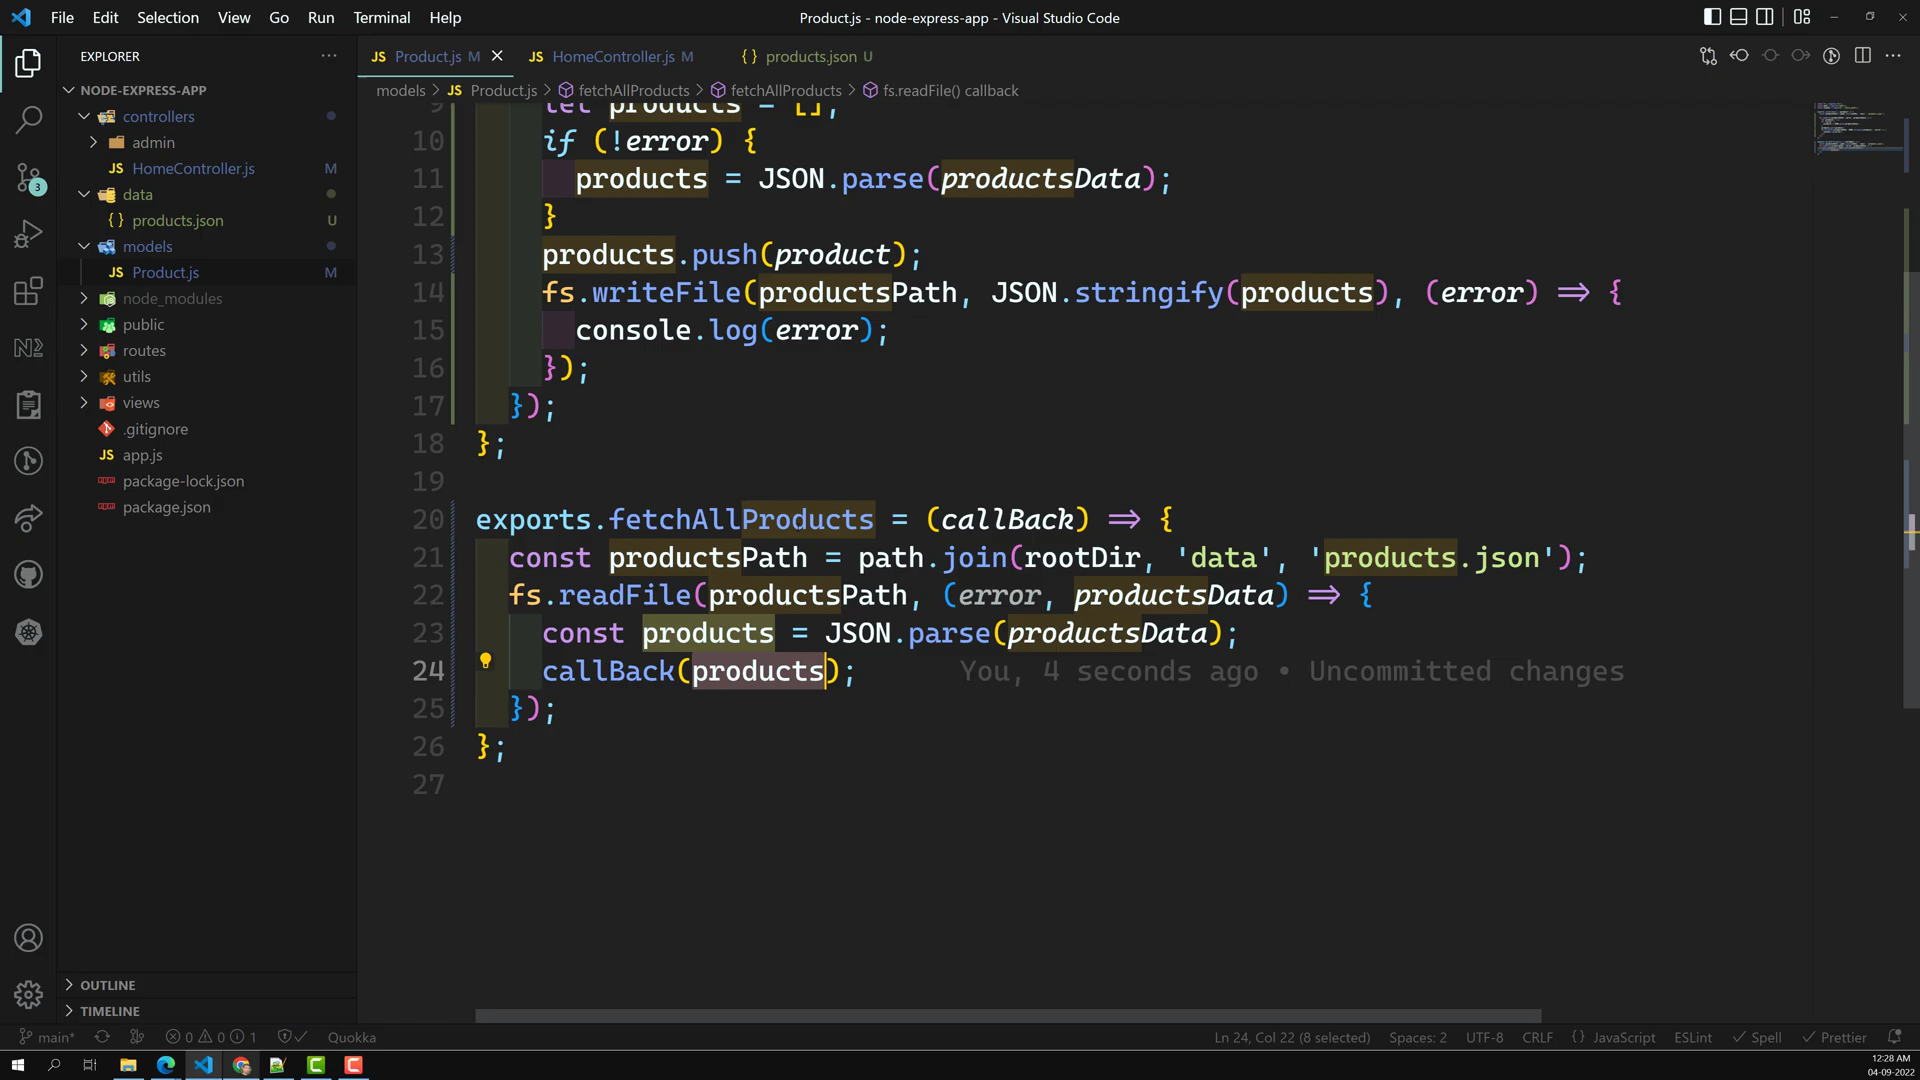 File Edit Selection View Go Run Terminal Help
Product.js - node-express-app - Visual Studio Code
EXPLORER
JS Product.js M
JS HomeController.js M
{ } products.json U
models > JS Product.js > fetchAllProducts > fetchAllProducts > fs.readFile() callback
NODE-EXPRESS-APP
controllers
admin
JS HomeController.js M
data
{ } products.json U
models
JS Product.js M
node_modules
public
routes
utils
views
.gitignore
JS app.js
package-lock.json
package.json
OUTLINE
TIMELINE
3
9 let products = [];
10 if (!error) {
11 products = JSON.parse(productsData);
12 }
13 products.push(product);
14 fs.writeFile(productsPath, JSON.stringify(products), (error) => {
15 console.log(error);
16 });
17 });
18 };
19
20 exports.fetchAllProducts = (callBack) => {
21 const productsPath = path.join(rootDir, 'data', 'products.json');
22 fs.readFile(productsPath, (error, productsData) => {
23 const products = JSON.parse(productsData);
24 callBack(products); You, 4 seconds ago • Uncommitted changes
25 });
26 };
27
main* 0 0 1 Quokka
Ln 24, Col 22 (8 selected) Spaces: 2 UTF-8 CRLF { } JavaScript ESLint Spell Prettier
12:28 AM
04-09-2022